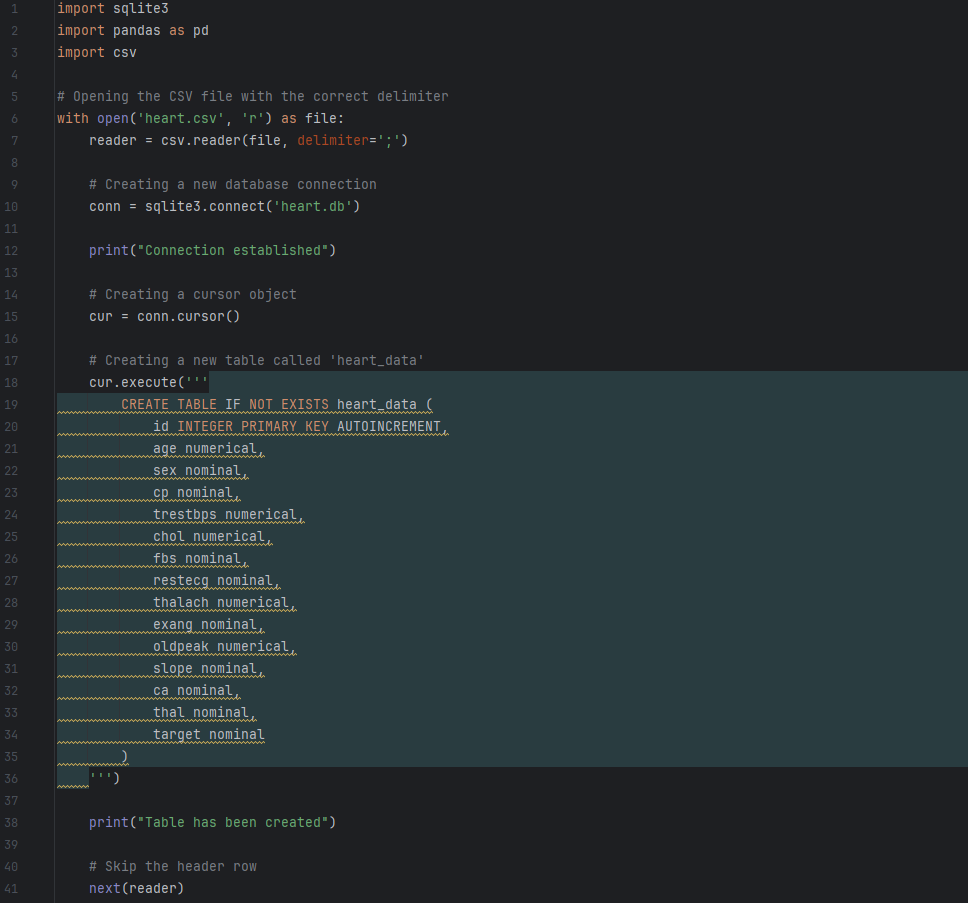 1 import sqlite3
2 import pandas as pd
3 import csv
4
5 # Opening the CSV file with the correct delimiter
6 with open('heart.csv', 'r') as file:
7     reader = csv.reader(file, delimiter=';')
8
9     # Creating a new database connection
10     conn = sqlite3.connect('heart.db')
11
12     print("Connection established")
13
14     # Creating a cursor object
15     cur = conn.cursor()
16
17     # Creating a new table called 'heart_data'
18     cur.execute('''
19         CREATE TABLE IF NOT EXISTS heart_data (
20             id INTEGER PRIMARY KEY AUTOINCREMENT,
21             age numerical,
22             sex nominal,
23             cp nominal,
24             trestbps numerical,
25             chol numerical,
26             fbs nominal,
27             restecg nominal,
28             thalach numerical,
29             exang nominal,
30             oldpeak numerical,
31             slope nominal,
32             ca nominal,
33             thal nominal,
34             target nominal
35         )
36     ''')
37
38     print("Table has been created")
39
40     # Skip the header row
41     next(reader)